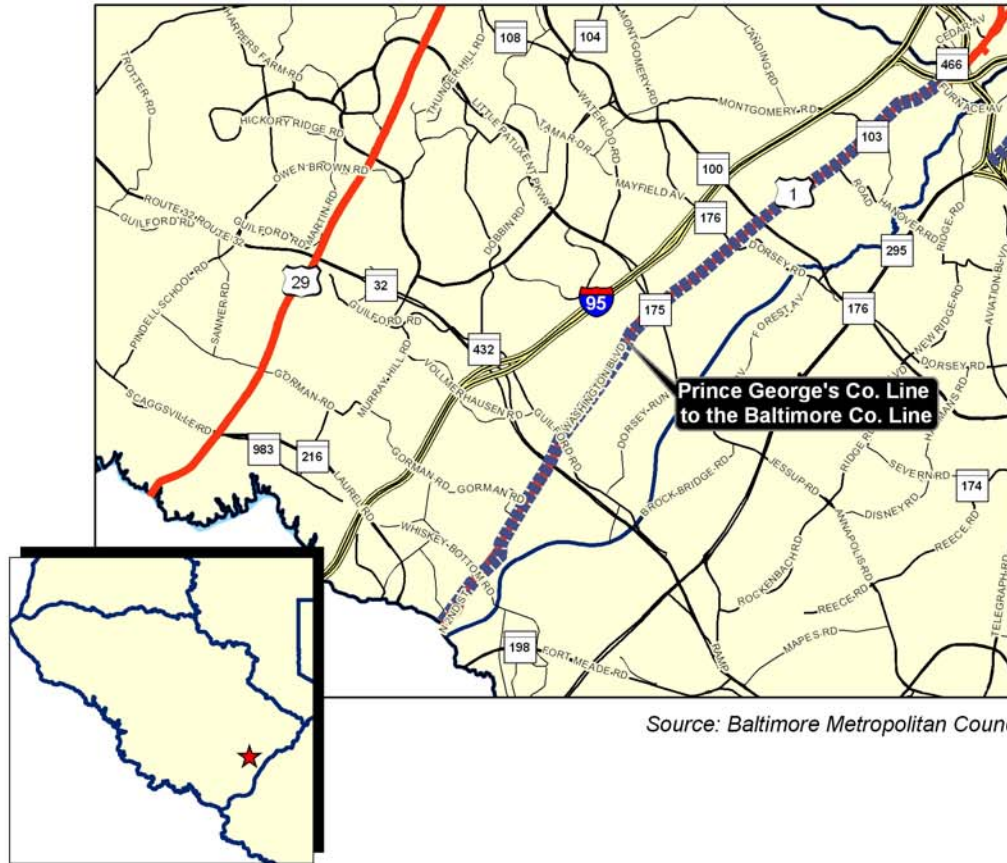 CEDAR AV
HARPERS FARM RD
THUNDER HILL RD
108
104
MONTGOMERY RD
LANDING RD
466
TROTTER RD
FURNACE AV
LITTLE PATUXENT PKWY
WATERLOO RD
MONTGOMERY RD
HICKORY RIDGE RD
TAMAR DR
103
OWEN BROWN RD
100
MAYFIELD AV
1
ROAD
HANOVER RD
RIDGE RD
ROUTE 32
ROUTE 32
GUILFORD RD
GUILFORD RD
MARTIN RD
DOBBIN RD
176
DORSEY RD
295
AVIATION BLVD
PINDELL SCHOOL RD
SANNER RD
29
32
95
175
FOREST AV
176
GUILFORD RD
NEW RIDGE RD
432
DORSEY RD
MURRAY HILL RD
VOLLMERHAUSEN RD
WASHINGTON BLVD
GORMAN RD
Prince George's Co. Line
to the Baltimore Co. Line
SCAGGSVILLE RD
GUILFORD RD
DORSEY-RUN
983
216
GORMAN RD
GORMAN RD
LAUREL RD
BROCK-BRIDGE-RD
JESSUP-RD
RIDGE RD
SEVERN RD
174
DISNEY RD
ANNAPOLIS-RD
REECE RD
WHISKEY-BOTTOM RD
ROCKENBACH RD
REECE-RD
TELEGRAPH RD
N 2ND ST
198
FORT MEADE RD
RAMP
MAPES-RD
Source: Baltimore Metropolitan Counc